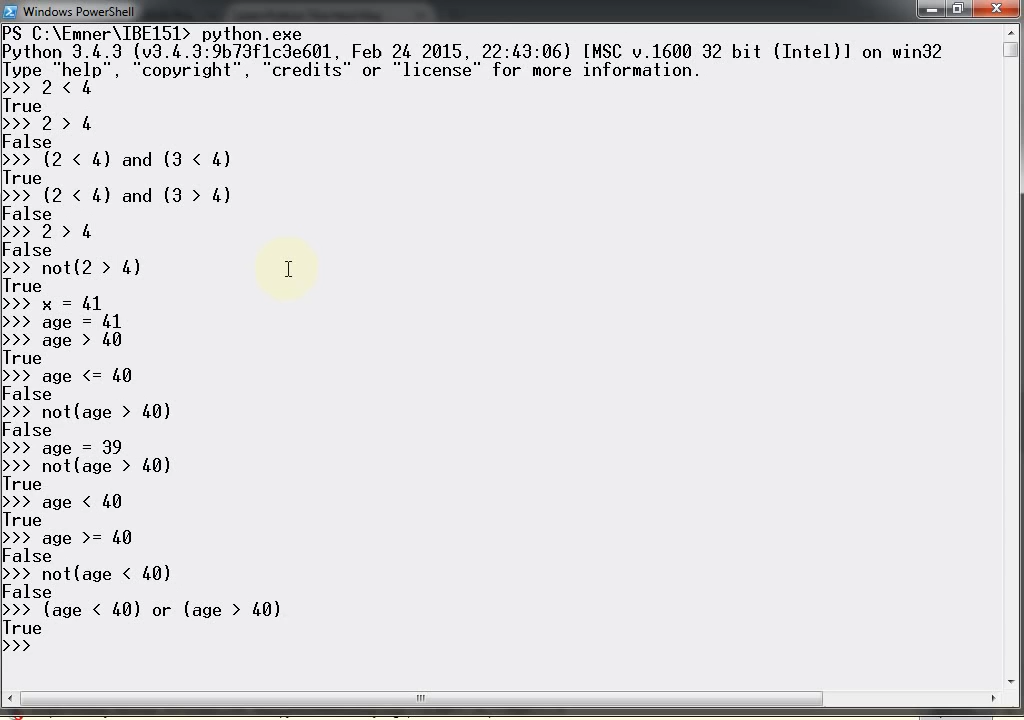 Windows PowerShell
PS C:\Emner\IBE151> python.exe
Python 3.4.3 (v3.4.3:9b73f1c3e601, Feb 24 2015, 22:43:06) [MSC v.1600 32 bit (Intel)] on win32
Type "help", "copyright", "credits" or "license" for more information.
>>> 2 < 4
True
>>> 2 > 4
False
>>> (2 < 4) and (3 < 4)
True
>>> (2 < 4) and (3 > 4)
False
>>> 2 > 4
False
>>> not(2 > 4)
True
>>> x = 41
>>> age = 41
>>> age > 40
True
>>> age <= 40
False
>>> not(age > 40)
False
>>> age = 39
>>> not(age > 40)
True
>>> age < 40
True
>>> age >= 40
False
>>> not(age < 40)
False
>>> (age < 40) or (age > 40)
True
>>>